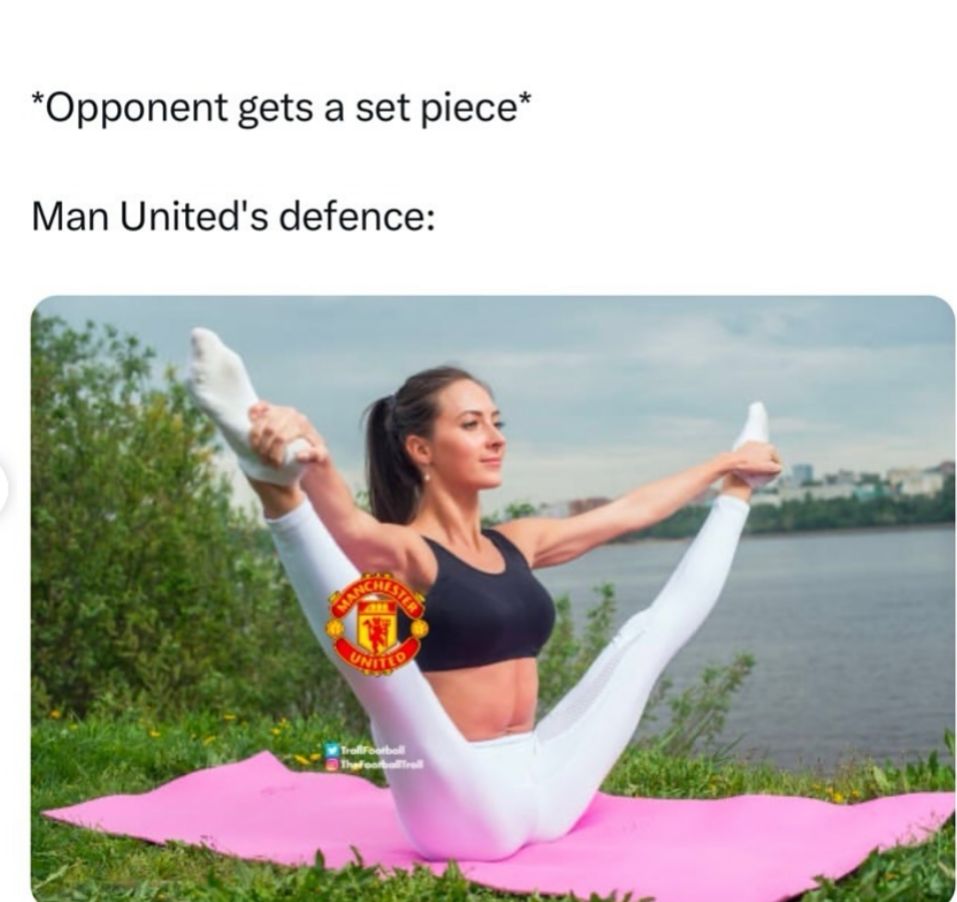 *Opponent gets a set piece*
Man United's defence:
MANCHESTER
UNITED
TrollFootball
TheFootballTroll